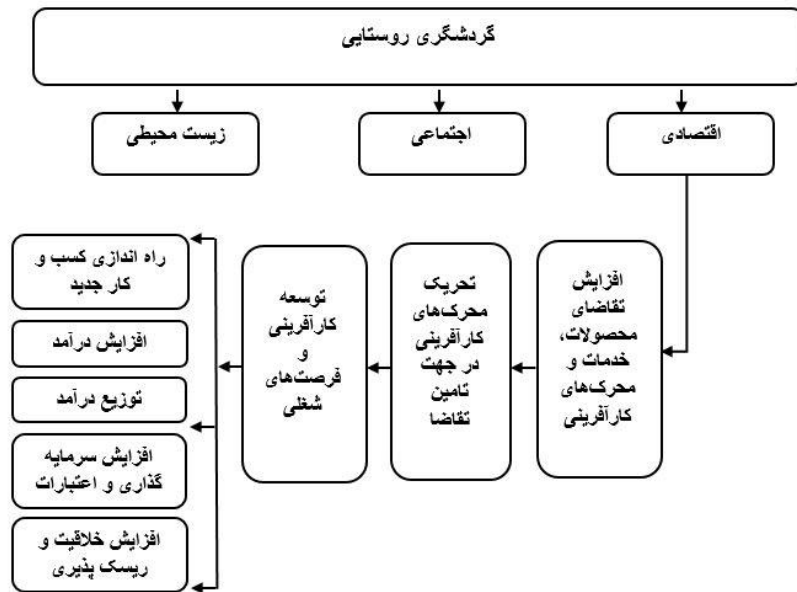 گردشگری روستایی
اقتصادی
اجتماعی
زیست محیطی
افزایش
تقاضای
محصولات،
خدمات و
محرک‌های
کارآفرینی
تحریک
محرک‌های
کارآفرینی
در جهت
تامین
تقاضا
توسعه
کارآفرینی
و
فرصت‌های
شغلی
راه اندازی کسب و
کار جدید
افزایش درآمد
توزیع درآمد
افزایش سرمایه
گذاری و اعتبارات
افزایش خلاقیت و
ریسک پذیری